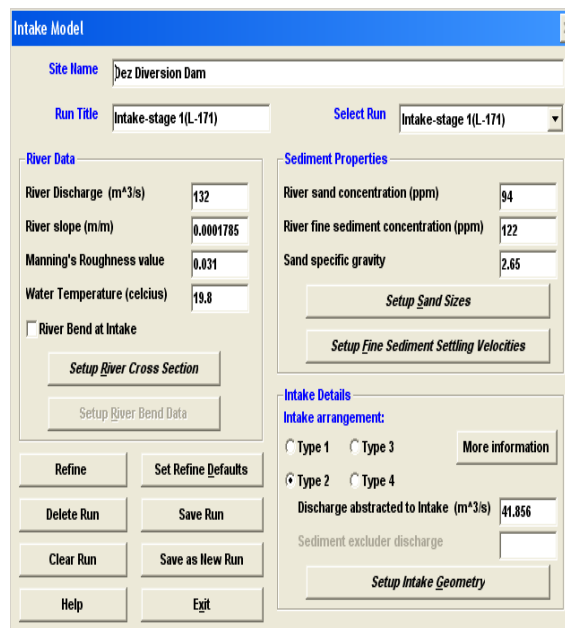 Intake Model
Site Name Dez Diversion Dam
Run Title Intake-stage 1(L-171) Select Run Intake-stage 1(L-171)
River Data
River Discharge (m^3/s) 132
River slope (m/m) 0.0001785
Manning's Roughness value 0.031
Water Temperature (celcius) 19.8
River Bend at Intake
Setup River Cross Section
Setup River Bend Data
Sediment Properties
River sand concentration (ppm) 94
River fine sediment concentration (ppm) 122
Sand specific gravity 2.65
Setup Sand Sizes
Setup Fine Sediment Settling Velocities
Intake Details
Intake arrangement:
Type 1 Type 3 More information
Type 2 Type 4
Discharge abstracted to Intake (m^3/s) 41.856
Sediment excluder discharge
Setup Intake Geometry
Refine Set Refine Defaults
Delete Run Save Run
Clear Run Save as New Run
Help Exit